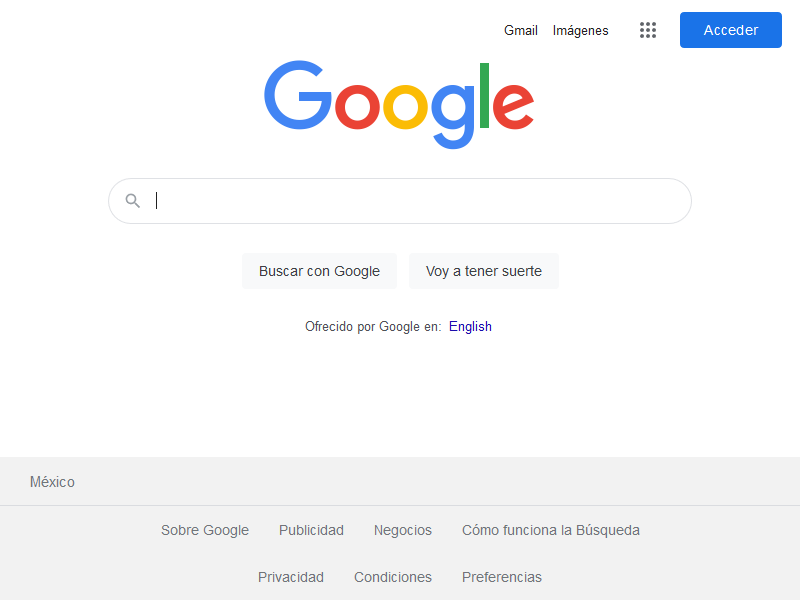 Gmail Imágenes Acceder
Google
Buscar con Google Voy a tener suerte
Ofrecido por Google en: English
México
Sobre Google Publicidad Negocios Cómo funciona la Búsqueda
Privacidad Condiciones Preferencias